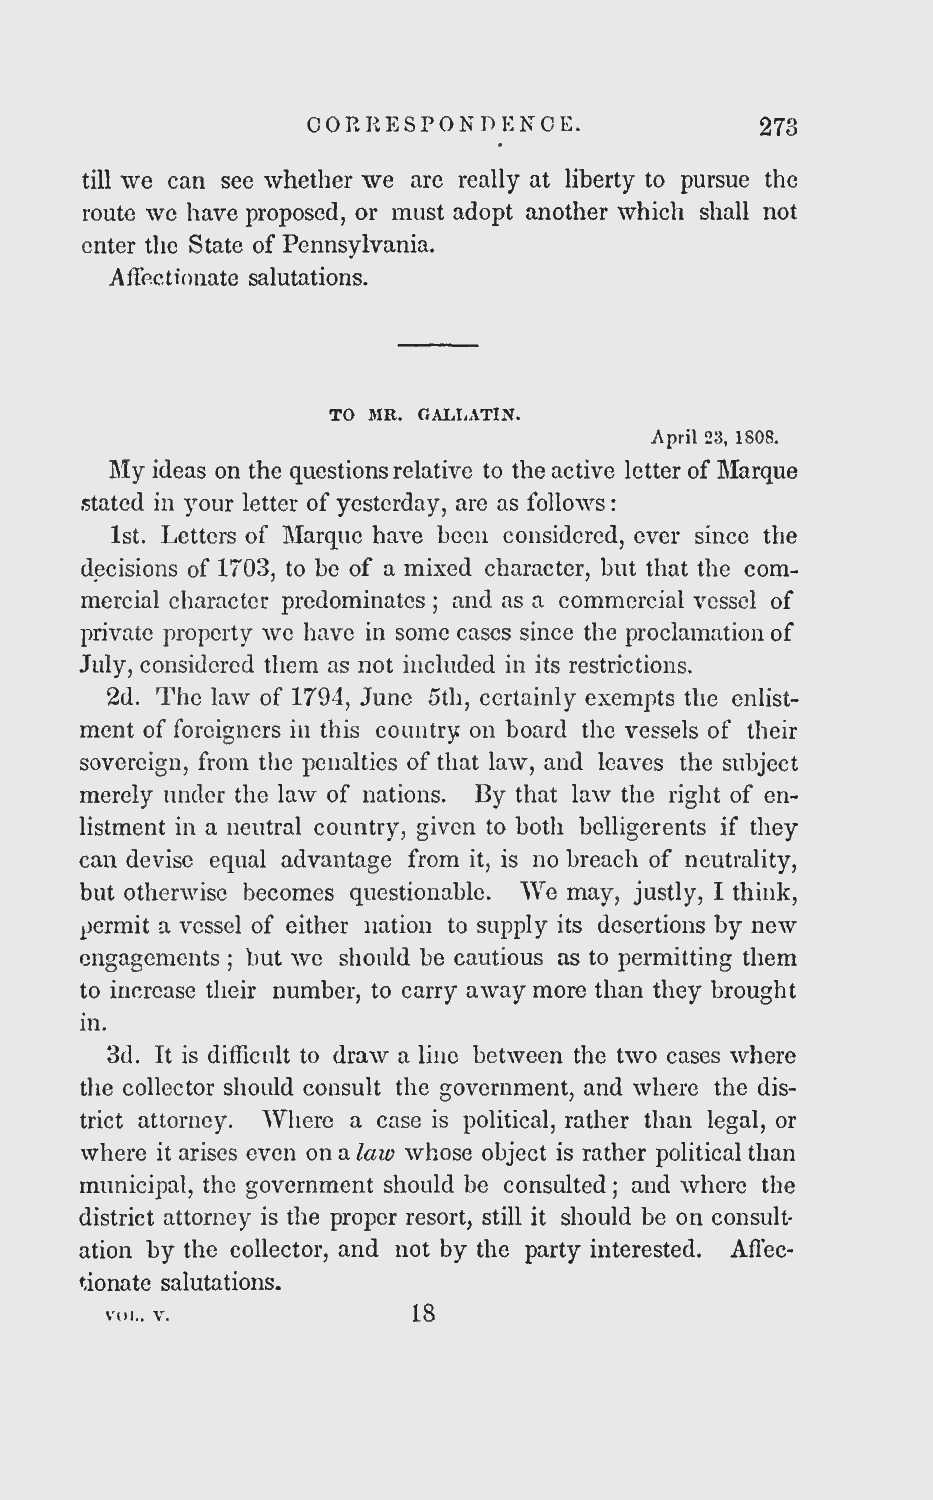 CORRESPONDENCE. 273
till we can see whether we are really at liberty to pursue the
route we have proposed, or must adopt another which shall not
enter the State of Pennsylvania.
Affectionate salutations.
TO MR. GALLATIN.
April 23, 1808.
My ideas on the questions relative to the active letter of Marque
stated in your letter of yesterday, are as follows:
1st. Letters of Marque have been considered, ever since the
decisions of 1703, to be of a mixed character, but that the com-
mercial character predominates; and as a commercial vessel of
private property we have in some cases since the proclamation of
July, considered them as not included in its restrictions.
2d. The law of 1794, June 5th, certainly exempts the enlist-
ment of foreigners in this country on board the vessels of their
sovereign, from the penalties of that law, and leaves the subject
merely under the law of nations. By that law the right of en-
listment in a neutral country, given to both belligerents if they
can devise equal advantage from it, is no breach of neutrality,
but otherwise becomes questionable. We may, justly, I think,
permit a vessel of either nation to supply its desertions by new
engagements; but we should be cautious as to permitting them
to increase their number, to carry away more than they brought
in.
3d. It is difficult to draw a line between the two cases where
the collector should consult the government, and where the dis-
trict attorney. Where a case is political, rather than legal, or
where it arises even on a law whose object is rather political than
municipal, the government should be consulted; and where the
district attorney is the proper resort, still it should be on consult-
ation by the collector, and not by the party interested. Affec-
tionate salutations.
VOL. V. 18